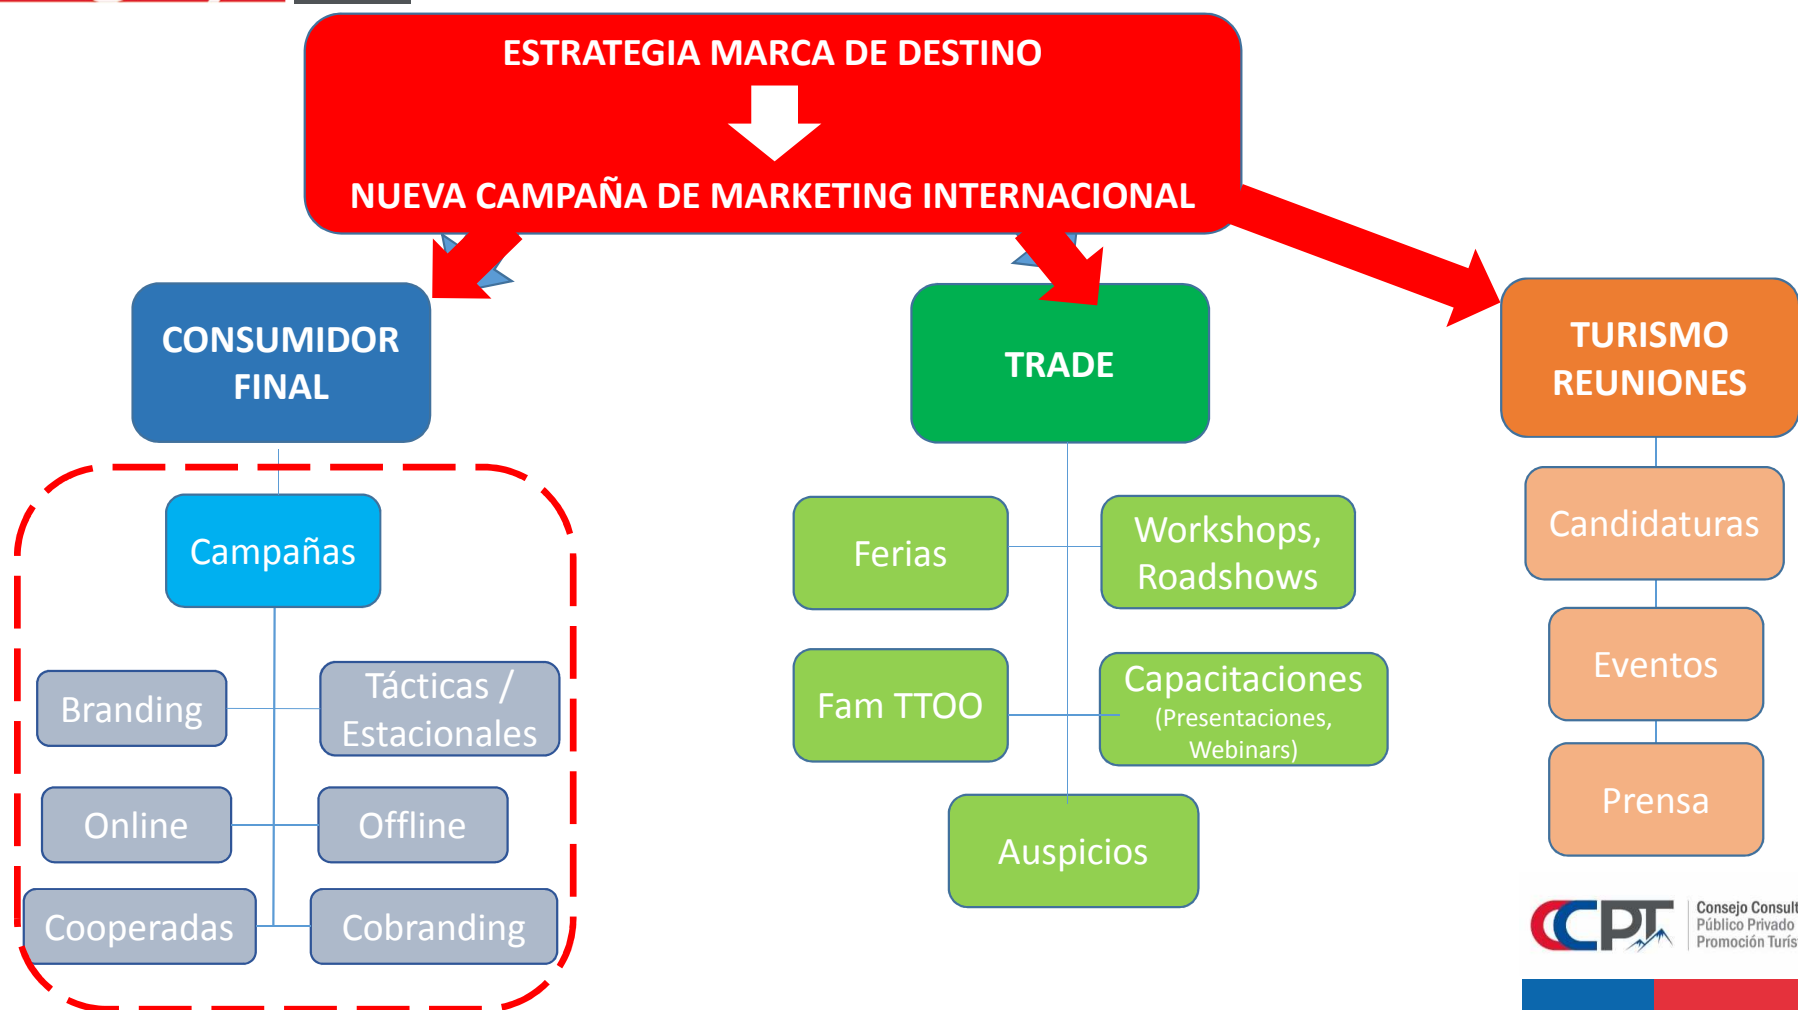 ESTRATEGIA MARCA DE DESTINO
NUEVA CAMPAÑA DE MARKETING INTERNACIONAL
CONSUMIDOR
FINAL
TRADE
TURISMO
REUNIONES
Campañas
Branding
Tácticas /
Estacionales
Online
Offline
Cooperadas
Cobranding
Ferias
Workshops,
Roadshows
Fam TTOO
Capacitaciones
(Presentaciones,
Webinars)
Auspicios
Candidaturas
Eventos
Prensa
CCPT
Consejo Consult
Público Privado
Promoción Turís